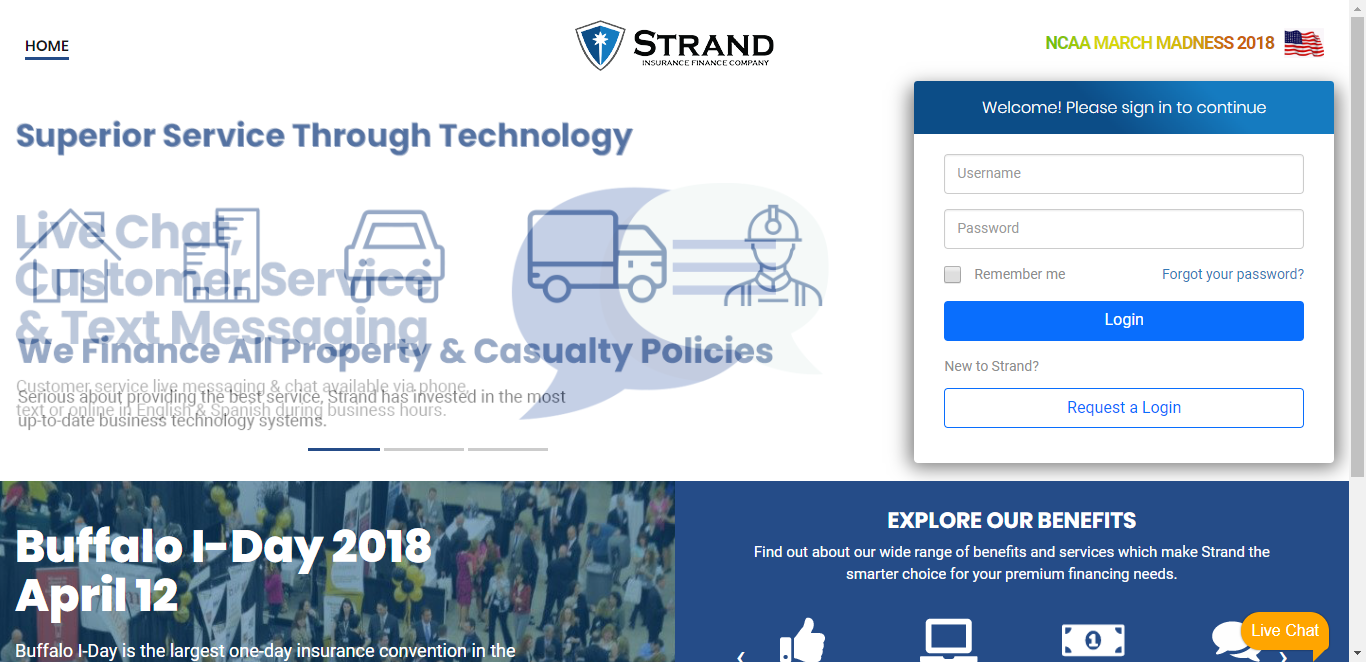 HOME
STRAND
INSURANCE FINANCE COMPANY
NCAA MARCH MADNESS 2018
Superior Service Through Technology
Live Chat,
Customer Service
& Text Messaging
We Finance All Property & Casualty Policies
Customer service live messaging & chat available via phone,
text or online in English & Spanish during business hours.
Serious about providing the best service, Strand has invested in the most
up-to-date business technology systems.
Welcome! Please sign in to continue
Username
Password
Remember me
Forgot your password?
Login
New to Strand?
Request a Login
Buffalo I-Day 2018
April 12
Buffalo I-Day is the largest one-day insurance convention in the
EXPLORE OUR BENEFITS
Find out about our wide range of benefits and services which make Strand the
smarter choice for your premium financing needs.
1
Live Chat